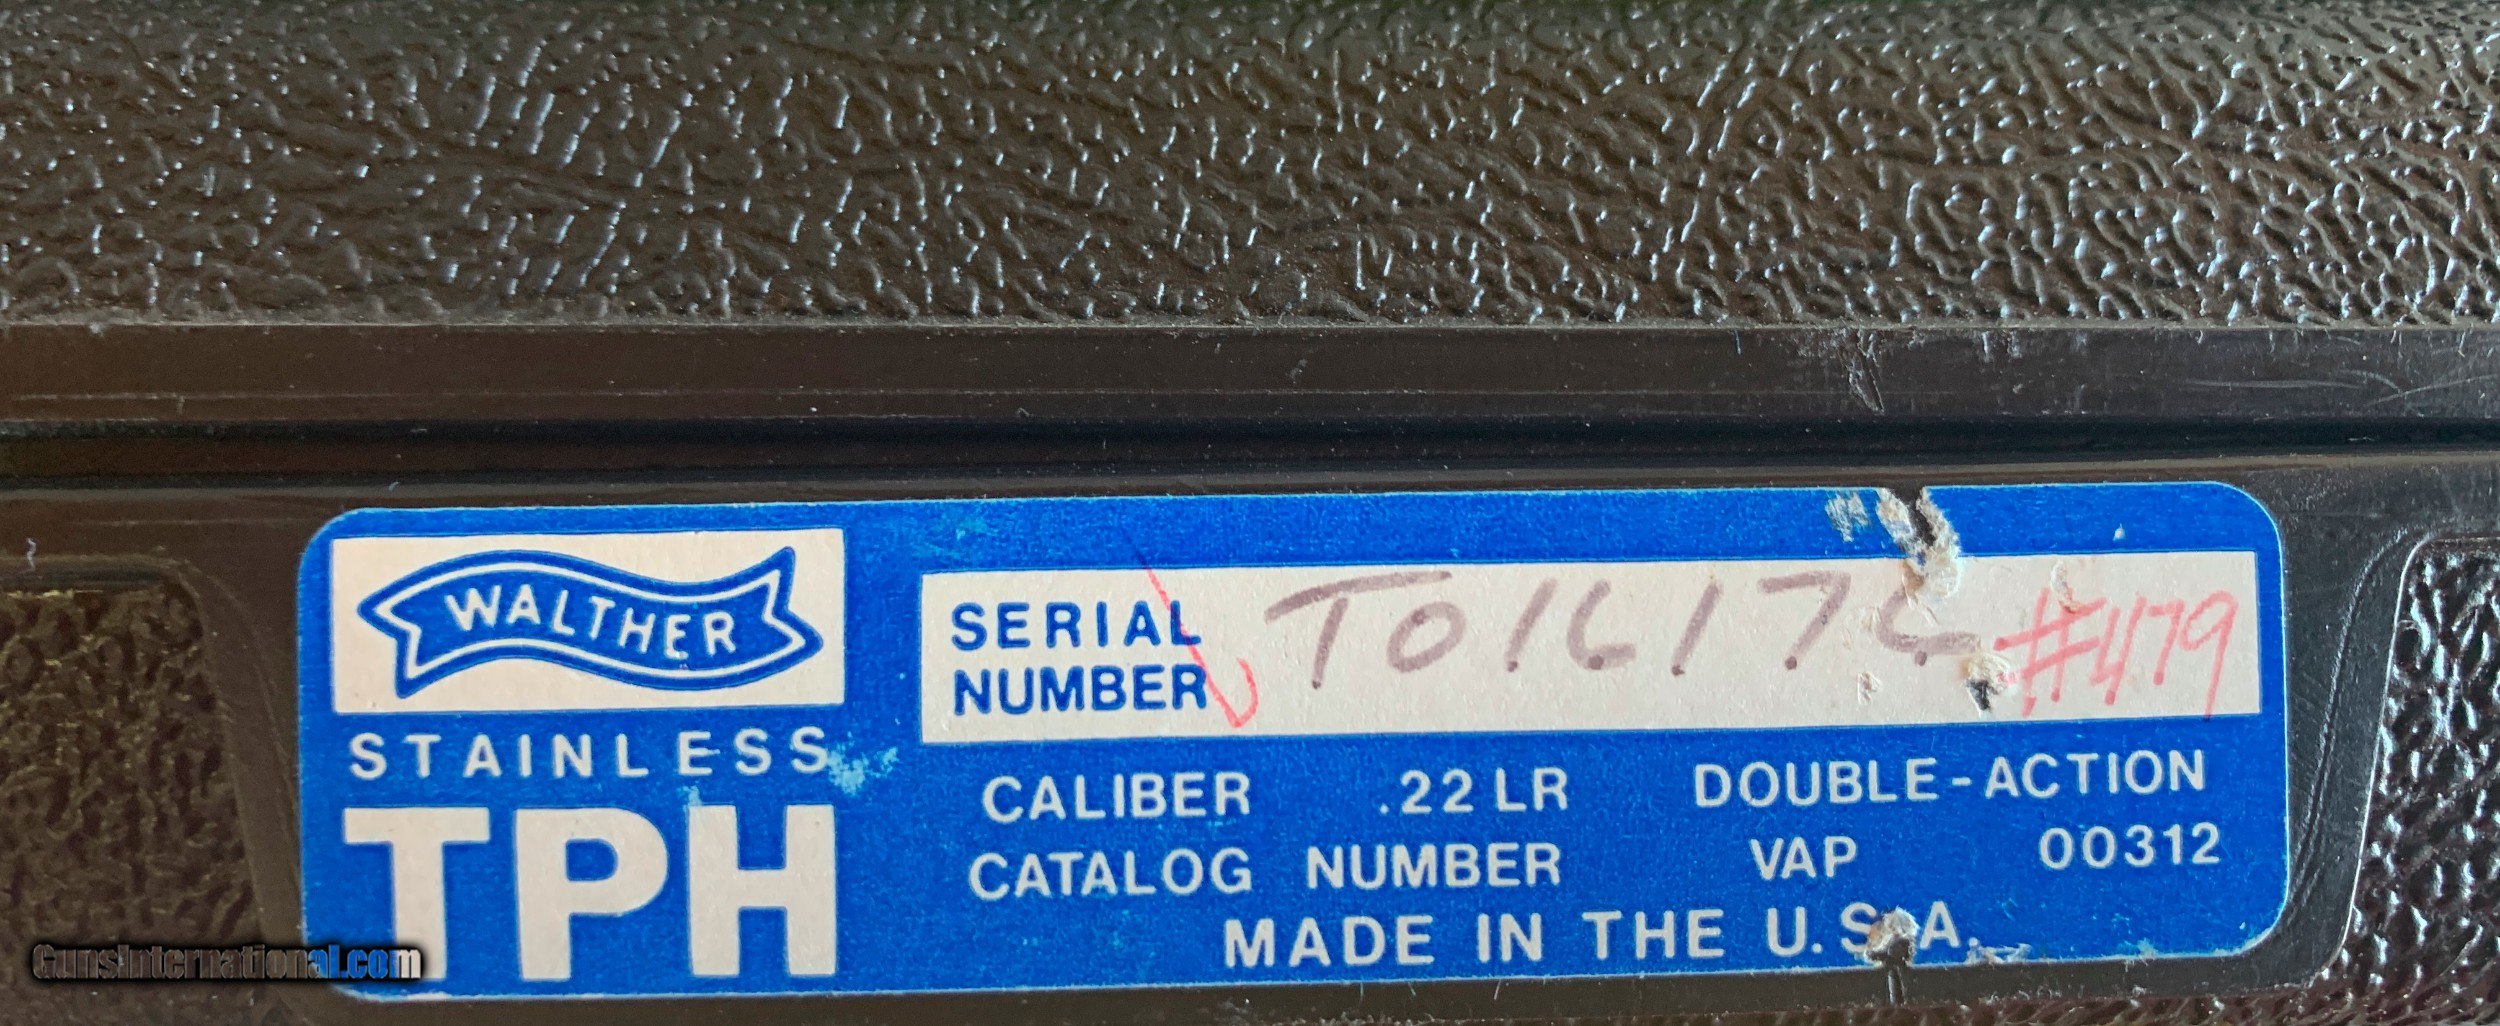 WALTHER
STAINLESS
TPH
SERIAL
NUMBER
T016176 #479
CALIBER .22 LR DOUBLE-ACTION
CATALOG NUMBER VAP 00312
MADE IN THE U.S.A.
GunsInternational.com